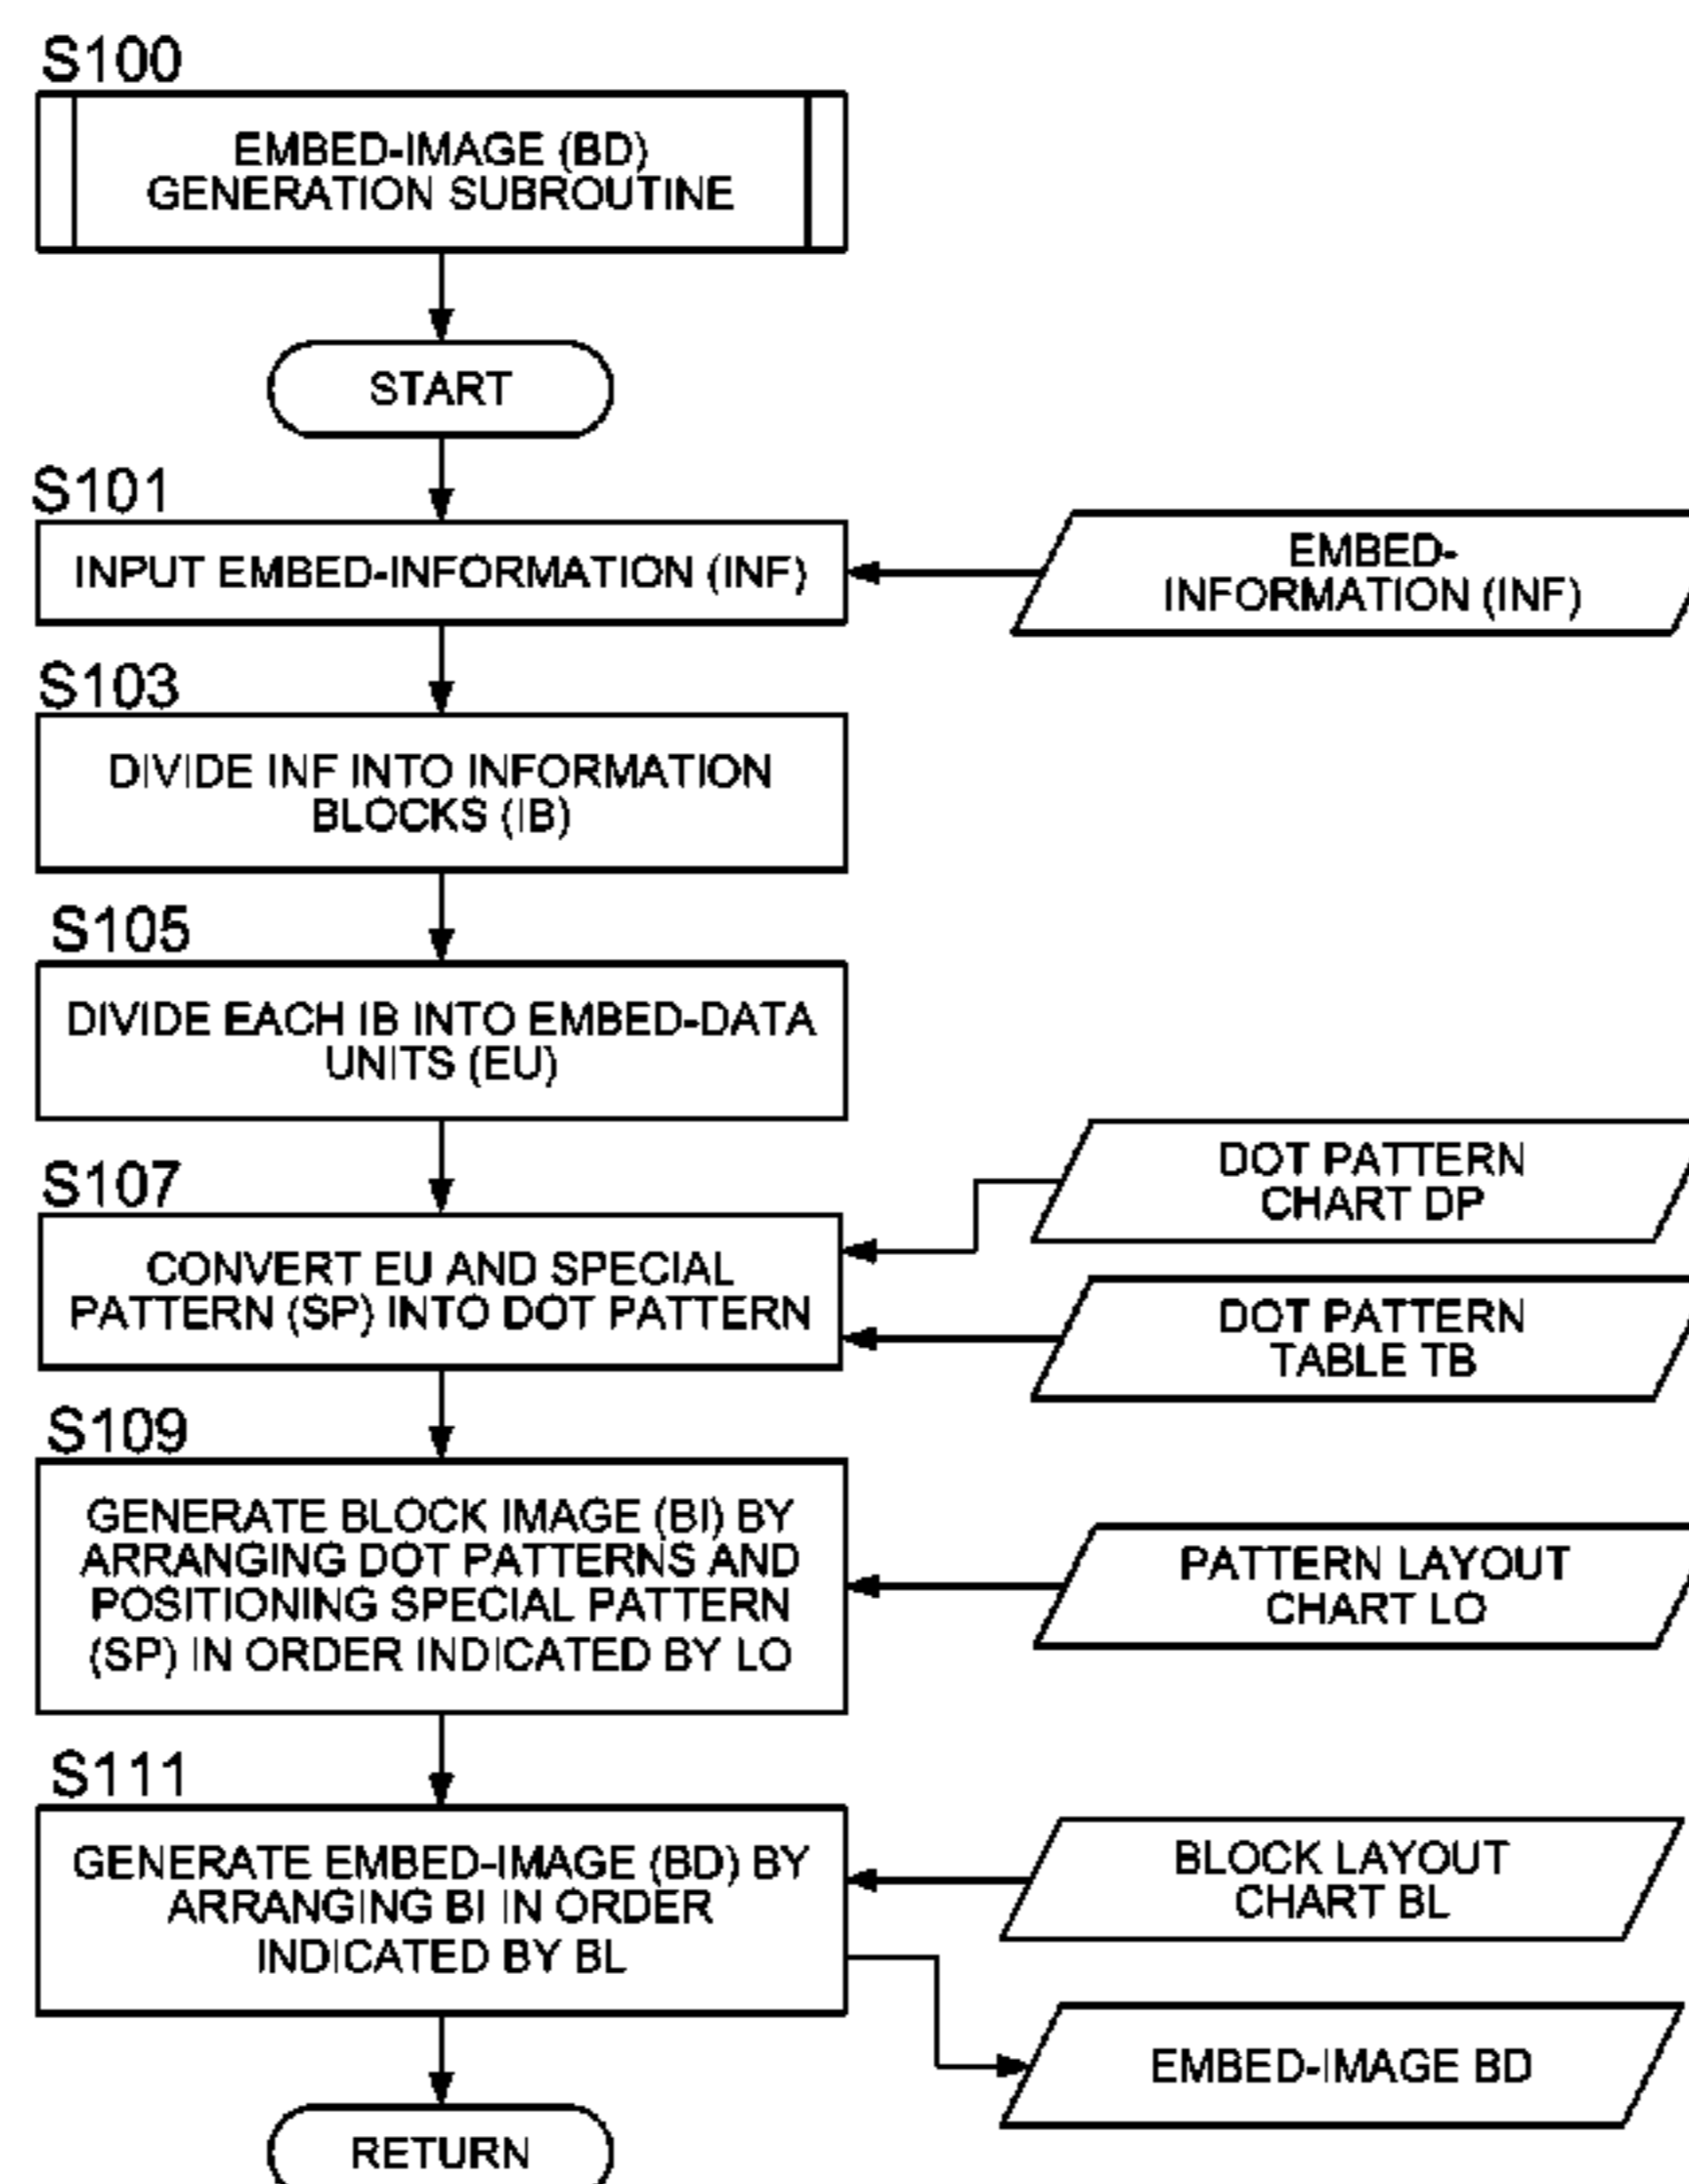 S100
EMBED-IMAGE (BD)
GENERATION SUBROUTINE
START
S101
INPUT EMBED-INFORMATION (INF)
EMBED-
INFORMATION (INF)
S103
DIVIDE INF INTO INFORMATION
BLOCKS (IB)
S105
DIVIDE EACH IB INTO EMBED-DATA
UNITS (EU)
S107
CONVERT EU AND SPECIAL
PATTERN (SP) INTO DOT PATTERN
DOT PATTERN
CHART DP
DOT PATTERN
TABLE TB
S109
GENERATE BLOCK IMAGE (BI) BY
ARRANGING DOT PATTERNS AND
POSITIONING SPECIAL PATTERN
(SP) IN ORDER INDICATED BY LO
PATTERN LAYOUT
CHART LO
S111
GENERATE EMBED-IMAGE (BD) BY
ARRANGING BI IN ORDER
INDICATED BY BL
BLOCK LAYOUT
CHART BL
EMBED-IMAGE BD
RETURN